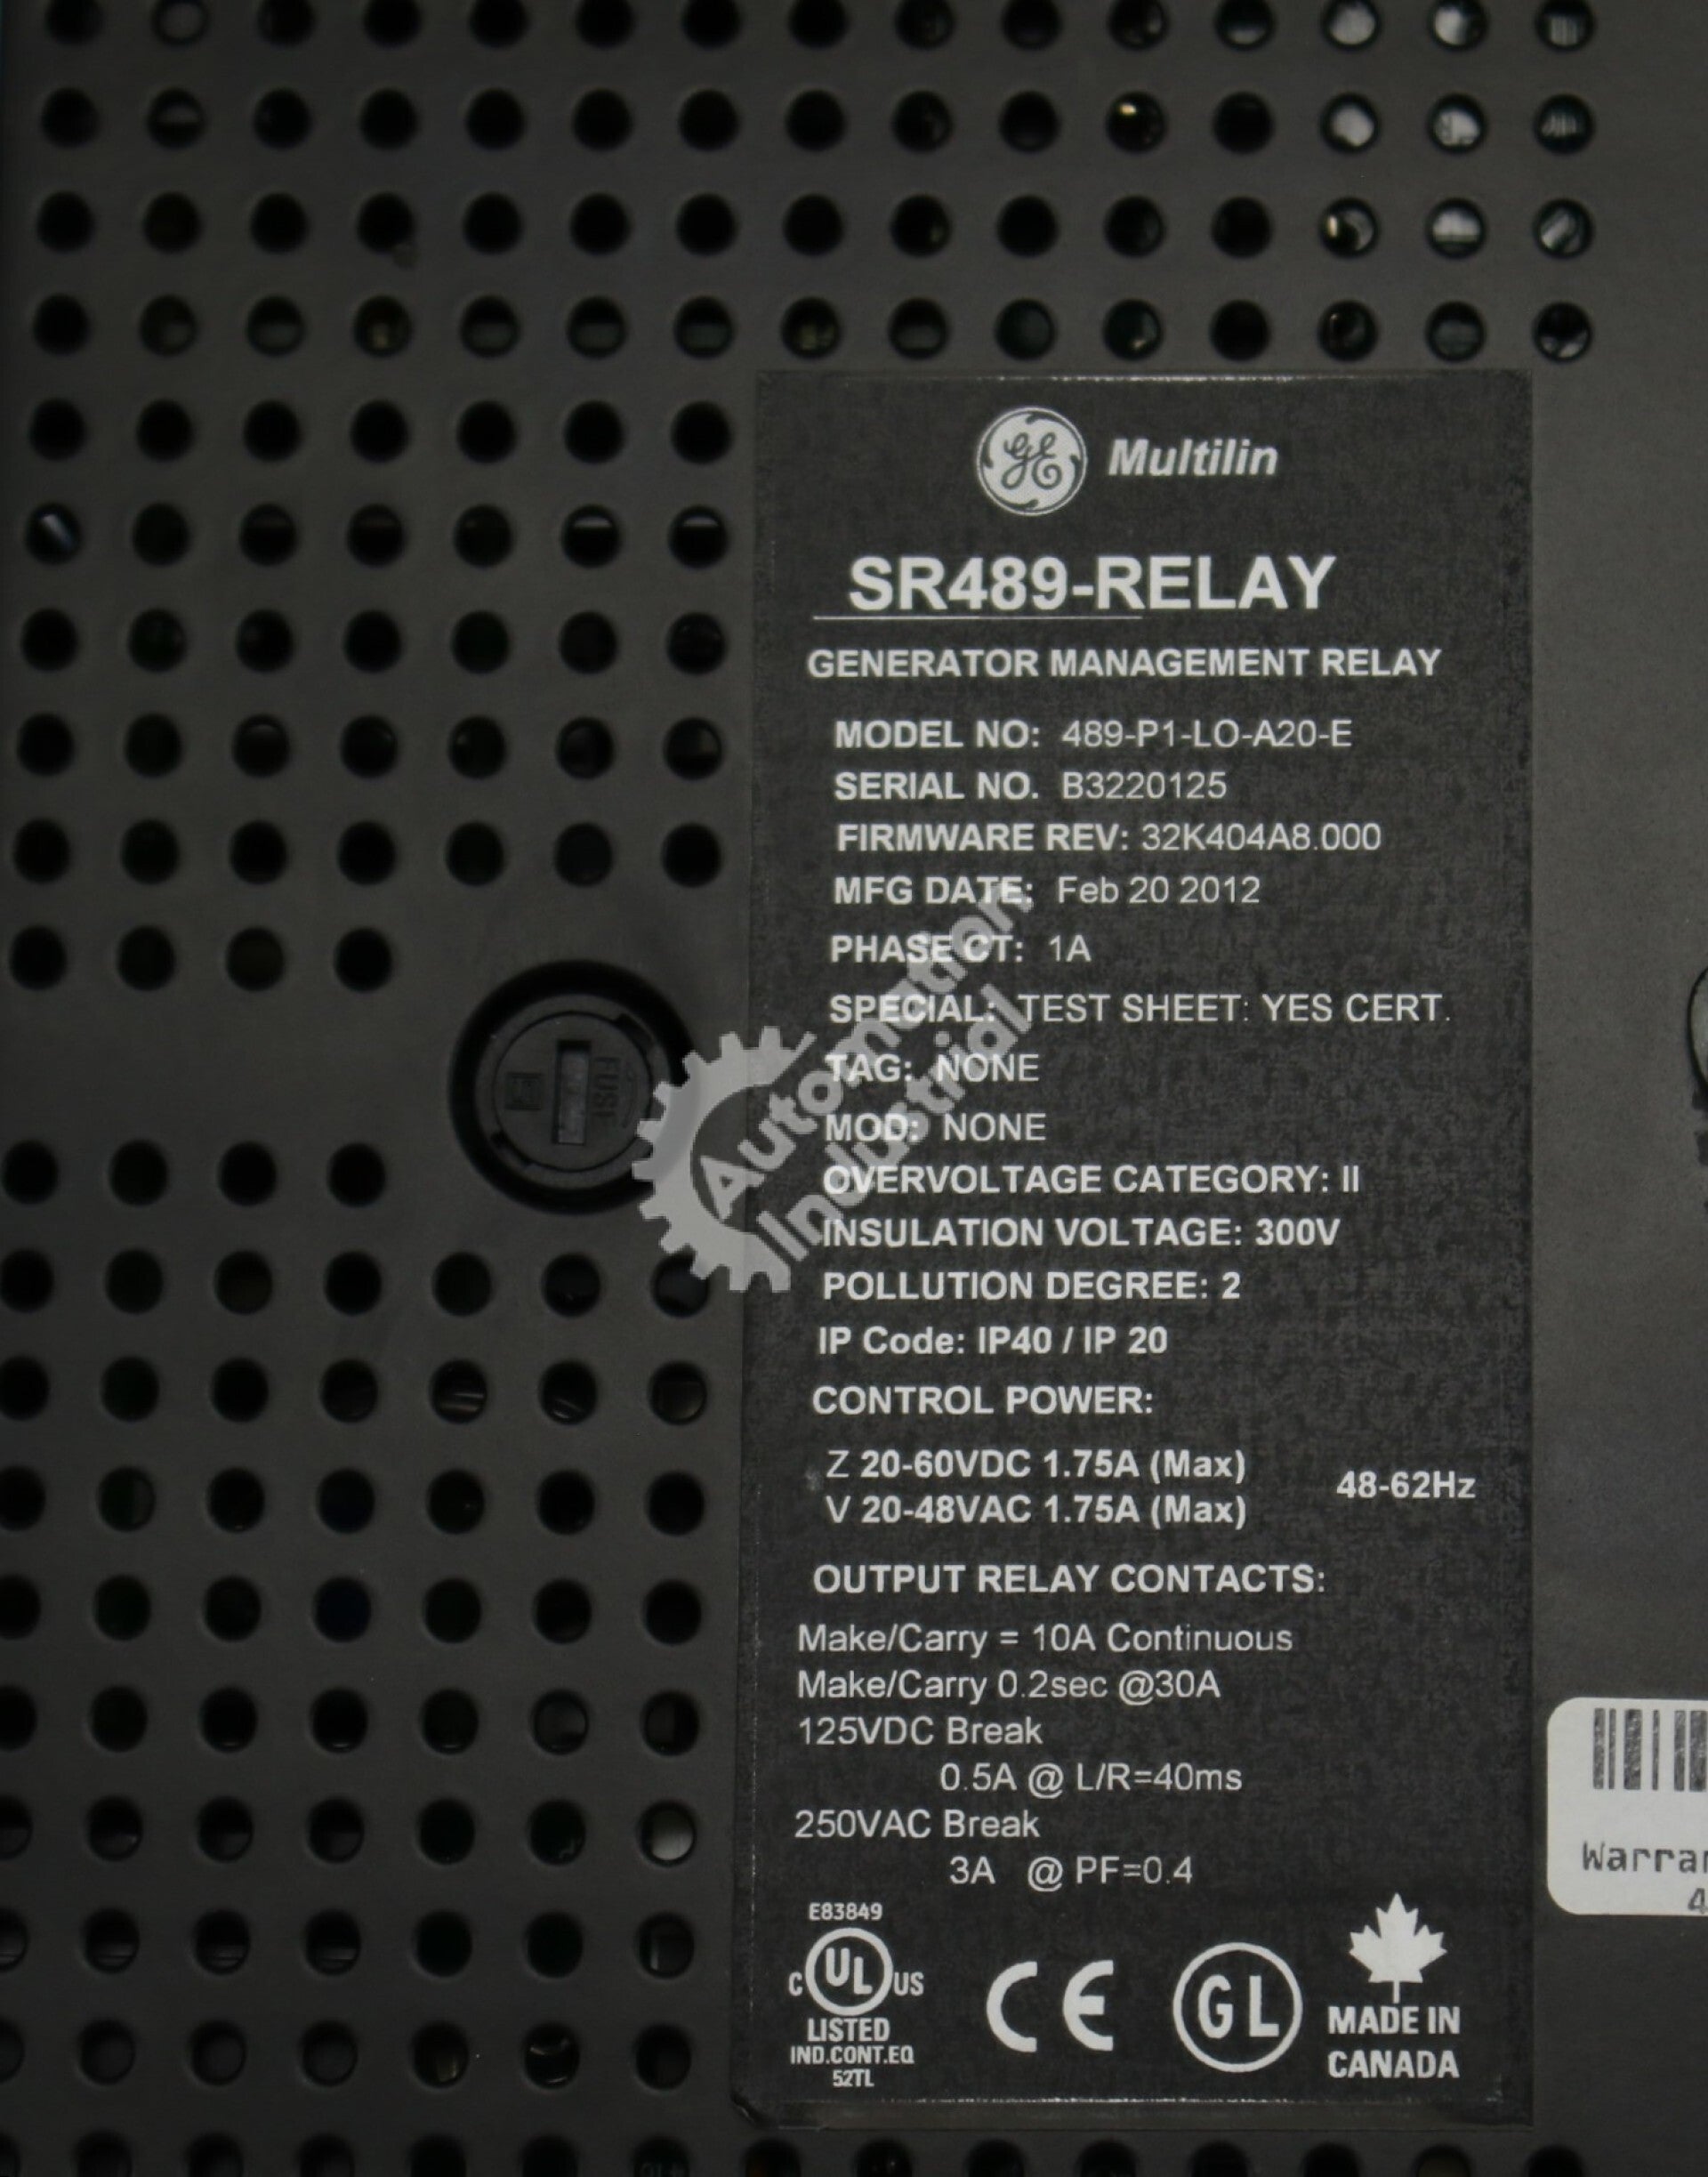 GE Multilin
SR489-RELAY
GENERATOR MANAGEMENT RELAY
MODEL NO: 489-P1-LO-A20-E
SERIAL NO. B3220125
FIRMWARE REV: 32K404A8.000
MFG DATE: Feb 20 2012
PHASE CT: 1A
SPECIAL: TEST SHEET: YES CERT.
TAG: NONE
MOD: NONE
OVERVOLTAGE CATEGORY: II
INSULATION VOLTAGE: 300V
POLLUTION DEGREE: 2
IP Code: IP40 / IP 20
CONTROL POWER:
Z 20-60VDC 1.75A (Max)
V 20-48VAC 1.75A (Max)
48-62Hz
OUTPUT RELAY CONTACTS:
Make/Carry = 10A Continuous
Make/Carry 0.2sec @30A
125VDC Break
0.5A @ L/R=40ms
250VAC Break
3A @ PF=0.4
E83849
C UL US
LISTED
IND.CONT.EQ
52TL
CE
GL
MADE IN
CANADA
FUSE
Automation
Industrial